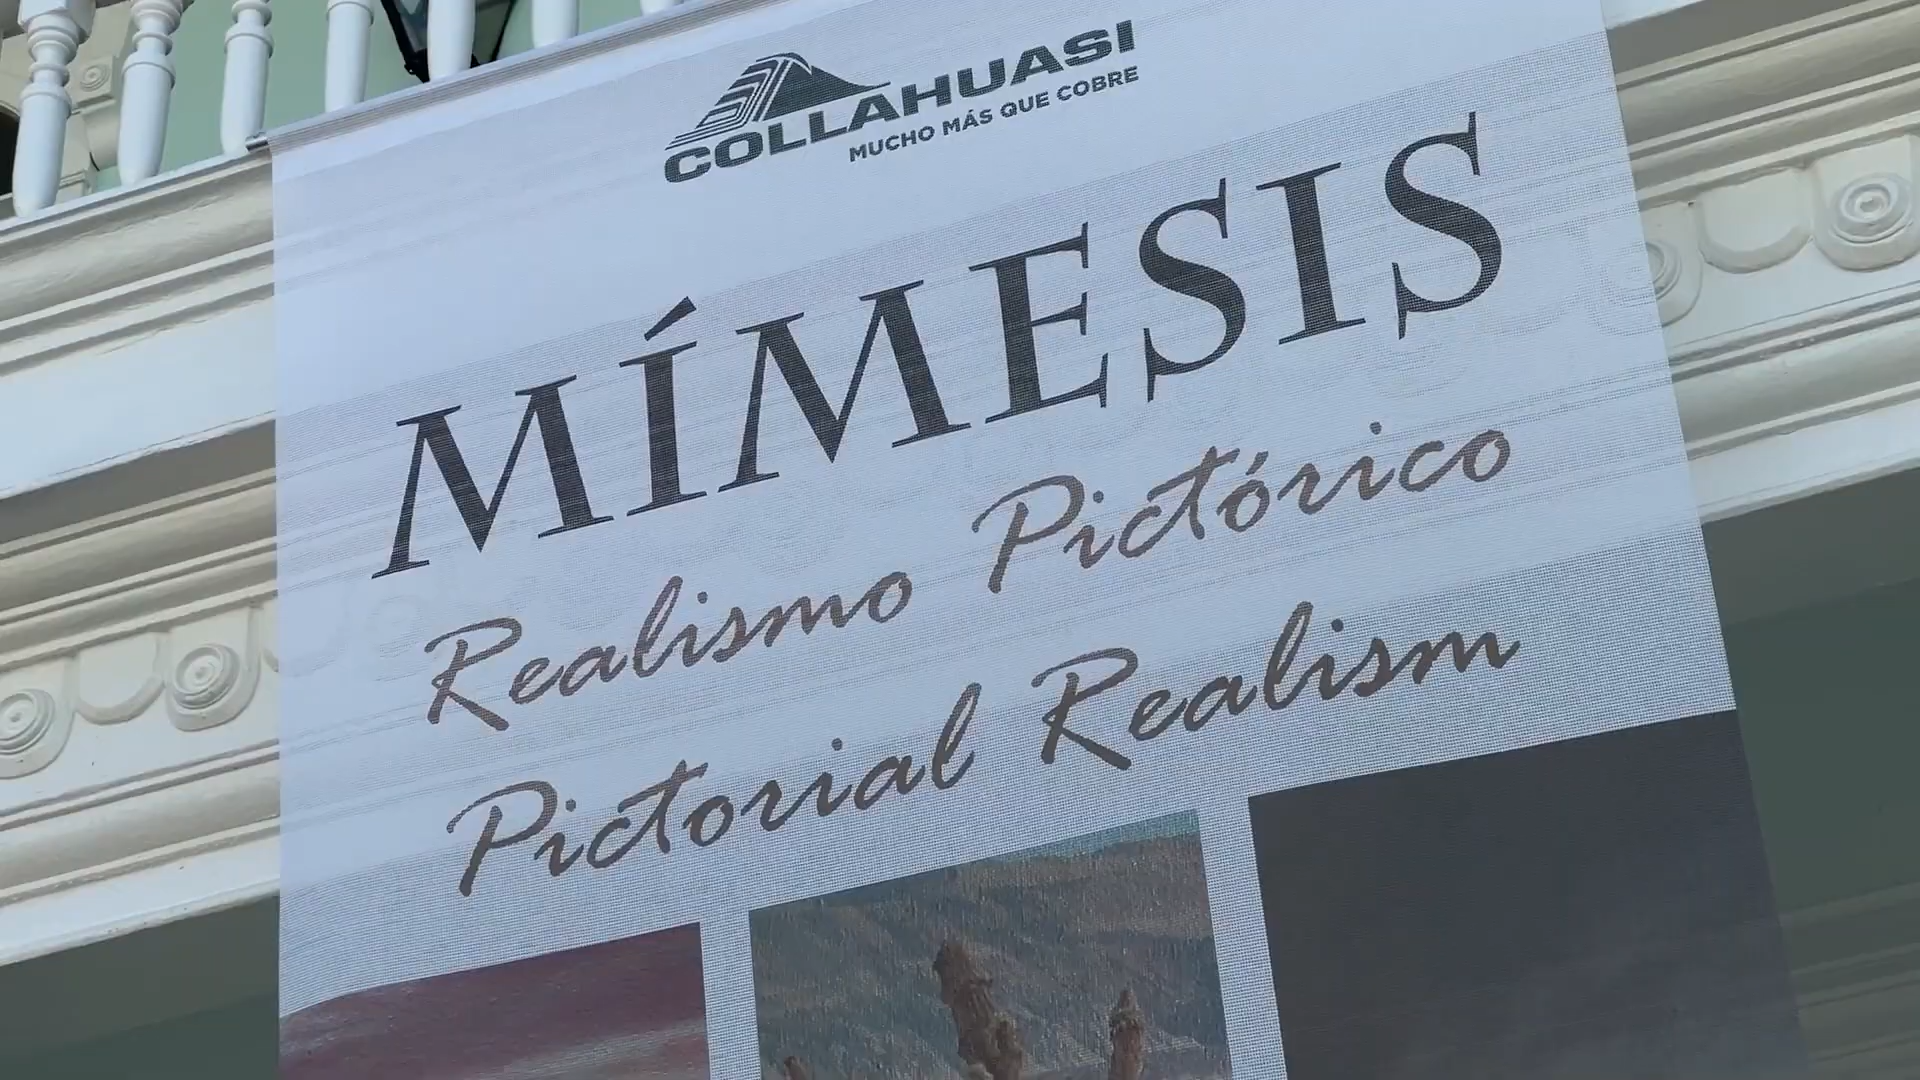 COLLAHUASI
MUCHO MÁS QUE COBRE
MÍMESIS
Realismo Pictórico
Pictorial Realism